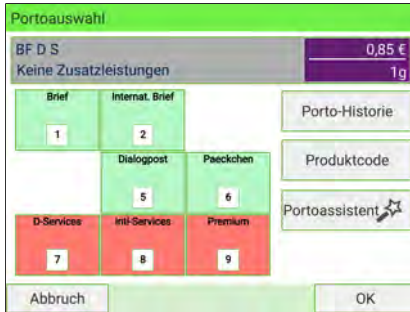 Portoauswahl
BF D S
0,85 €
Keine Zusatzleistungen
1g
Brief
Internat. Brief
1
2
Porto-Historie
Dialogpost
Paeckchen
5
6
Produktcode
D-Services
Intl-Services
Premium
7
8
9
Portoassistent
Abbruch
OK